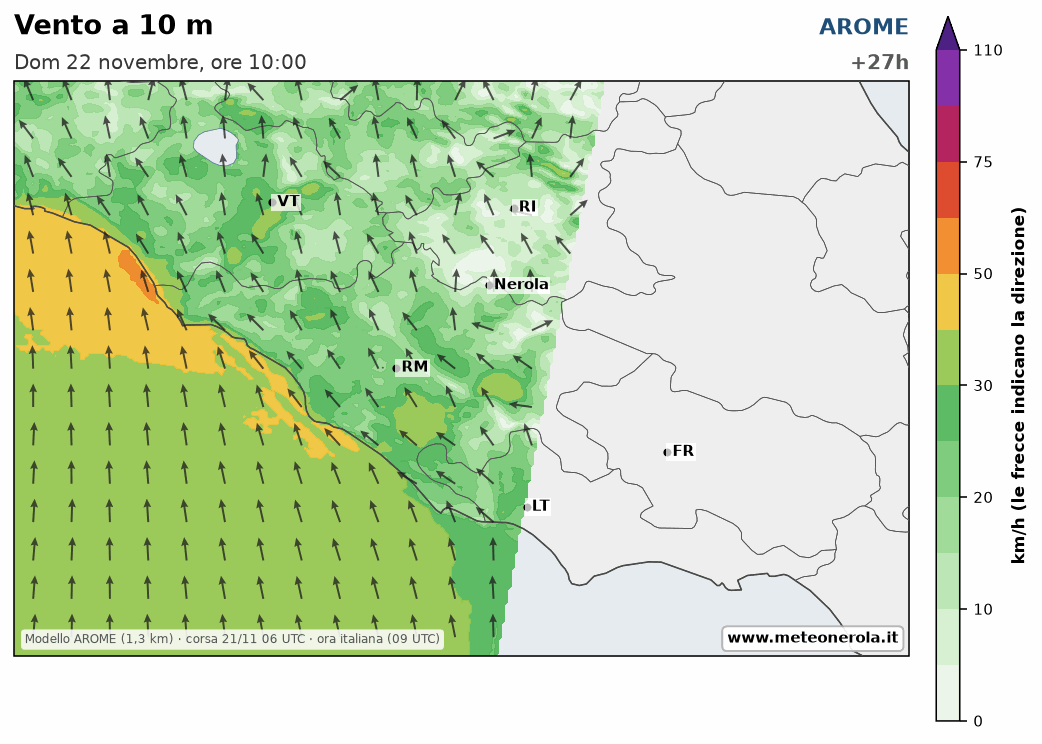 Vento a 10 m
AROME
Dom 22 novembre, ore 10:00
+27h
110
75
50
30
20
10
0
km/h (le frecce indicano la direzione)
VT
RI
Nerola
RM
FR
LT
Modello AROME (1,3 km) · corsa 21/11 06 UTC · ora italiana (09 UTC)
www.meteonerola.it